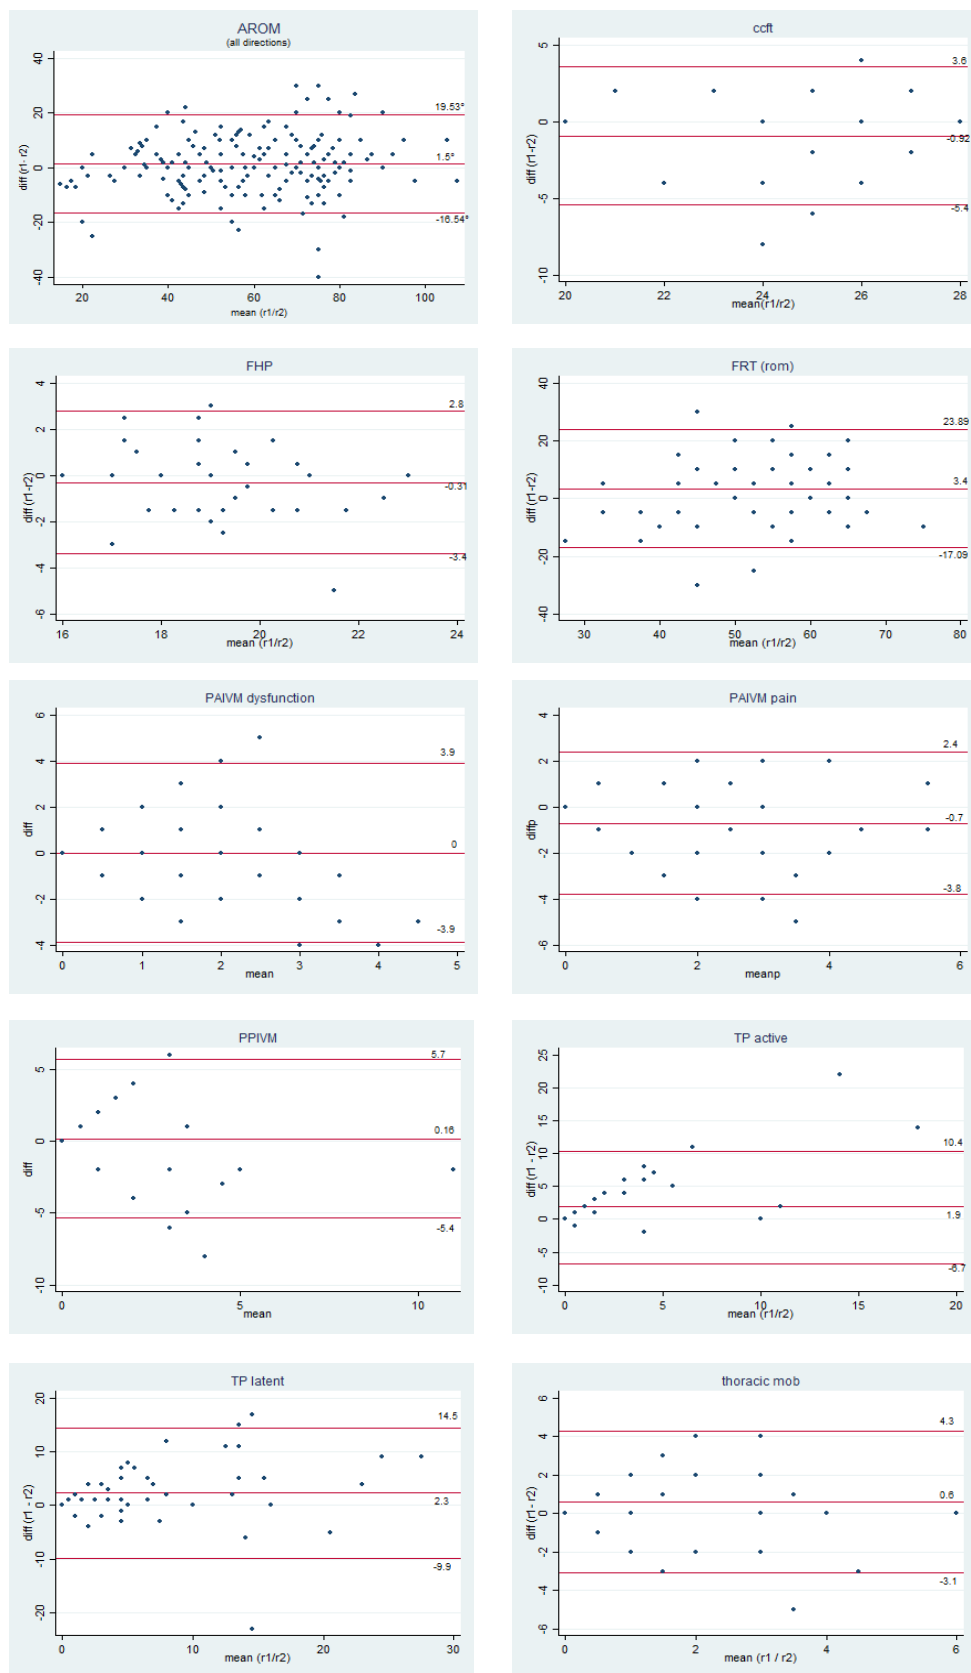 AROM
(all directions)
40
20
0
-20
-40
diff (r1- r2)
19.53°
1.5°
-16.54°
20 40 60 80 100
mean (r1/r2)
ccft
5
0
-5
-10
diff(r1-r2)
3.6
-0.92
-5.4
20 22 24 26 28
mean(r1/r2)
FHP
4
2
0
-2
-4
-6
diff (r1-r2)
2.8
-0.31
-3.4
16 18 20 22 24
mean (r1/r2)
FRT (rom)
40
20
0
-20
-40
diff (r1-r2)
23.89
3.4
-17.09
30 40 50 60 70 80
mean (r1/r2)
PAIVM dysfunction
6
4
2
0
-2
-4
diff
3.9
0
-3.9
0 1 2 3 4 5
mean
PAIVM pain
4
2
0
-2
-4
-6
diffp
2.4
-0.7
-3.8
0 2 4 6
meanp
PPIVM
5
0
-5
-10
diff
5.7
0.16
-5.4
0 5 10
mean
TP active
25
20
15
10
5
0
-5
-10
diff (r1 - r2)
10.4
1.9
-6.7
0 5 10 15 20
mean (r1/r2)
TP latent
20
10
0
-10
-20
diff (r1 - r2)
14.5
2.3
-9.9
0 10 20 30
mean (r1/r2)
thoracic mob
6
4
2
0
-2
-4
-6
diff (r1- r2)
4.3
0.6
-3.1
0 2 4 6
mean (r1 / r2)